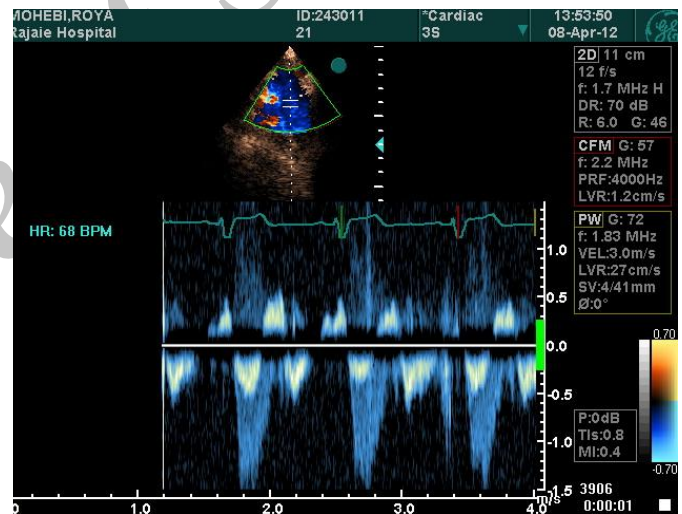 MOHEBI,ROYA ID:243011 *Cardiac 13:53:50
Rajaie Hospital 21 3S 08-Apr-12
2D 11 cm
12 f/s
f: 1.7 MHz H
DR: 70 dB
R: 6.0 G: 46
CFM G: 57
f: 2.2 MHz
PRF:4000Hz
LVR:1.2cm/s
PW G: 72
f: 1.83 MHz
VEL:3.0m/s
LVR:27cm/s
SV:4/41mm
Ø:0°
HR: 68 BPM
1.0
0.5
0.0
-0.5
-1.0
-1.5
m/s
0.70
-0.70
P:0dB
TIs:0.8
MI:0.4
3906
0:00:01
0 1.0 2.0 3.0 4.0